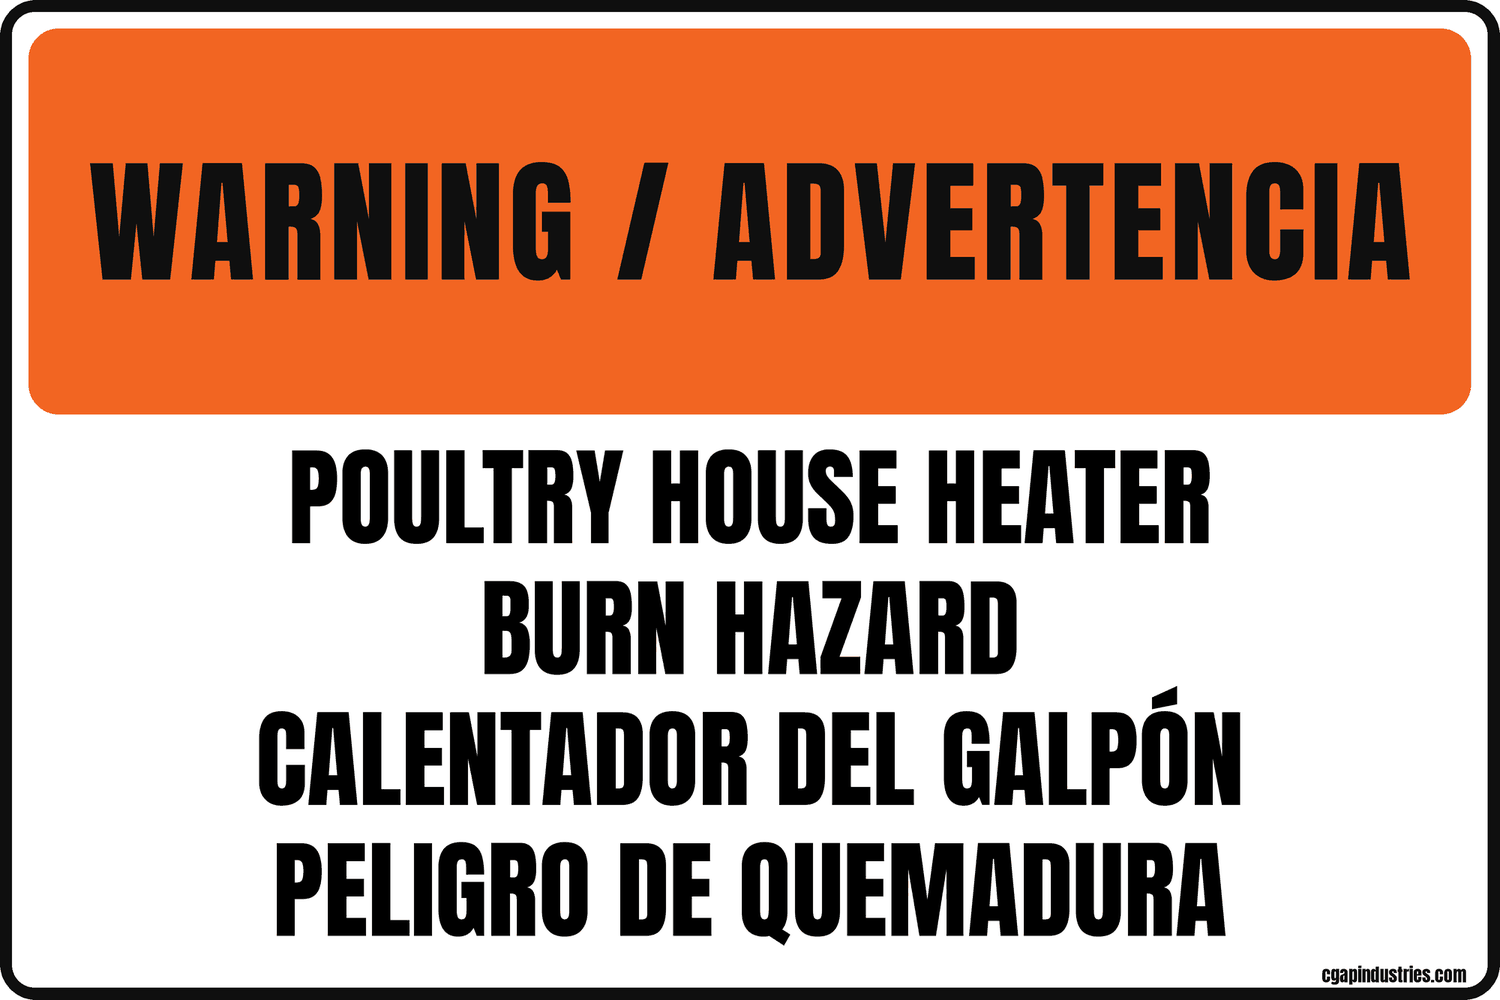 WARNING / ADVERTENCIA
POULTRY HOUSE HEATER
BURN HAZARD
CALENTADOR DEL GALPÓN
PELIGRO DE QUEMADURA
cgapindustries.com